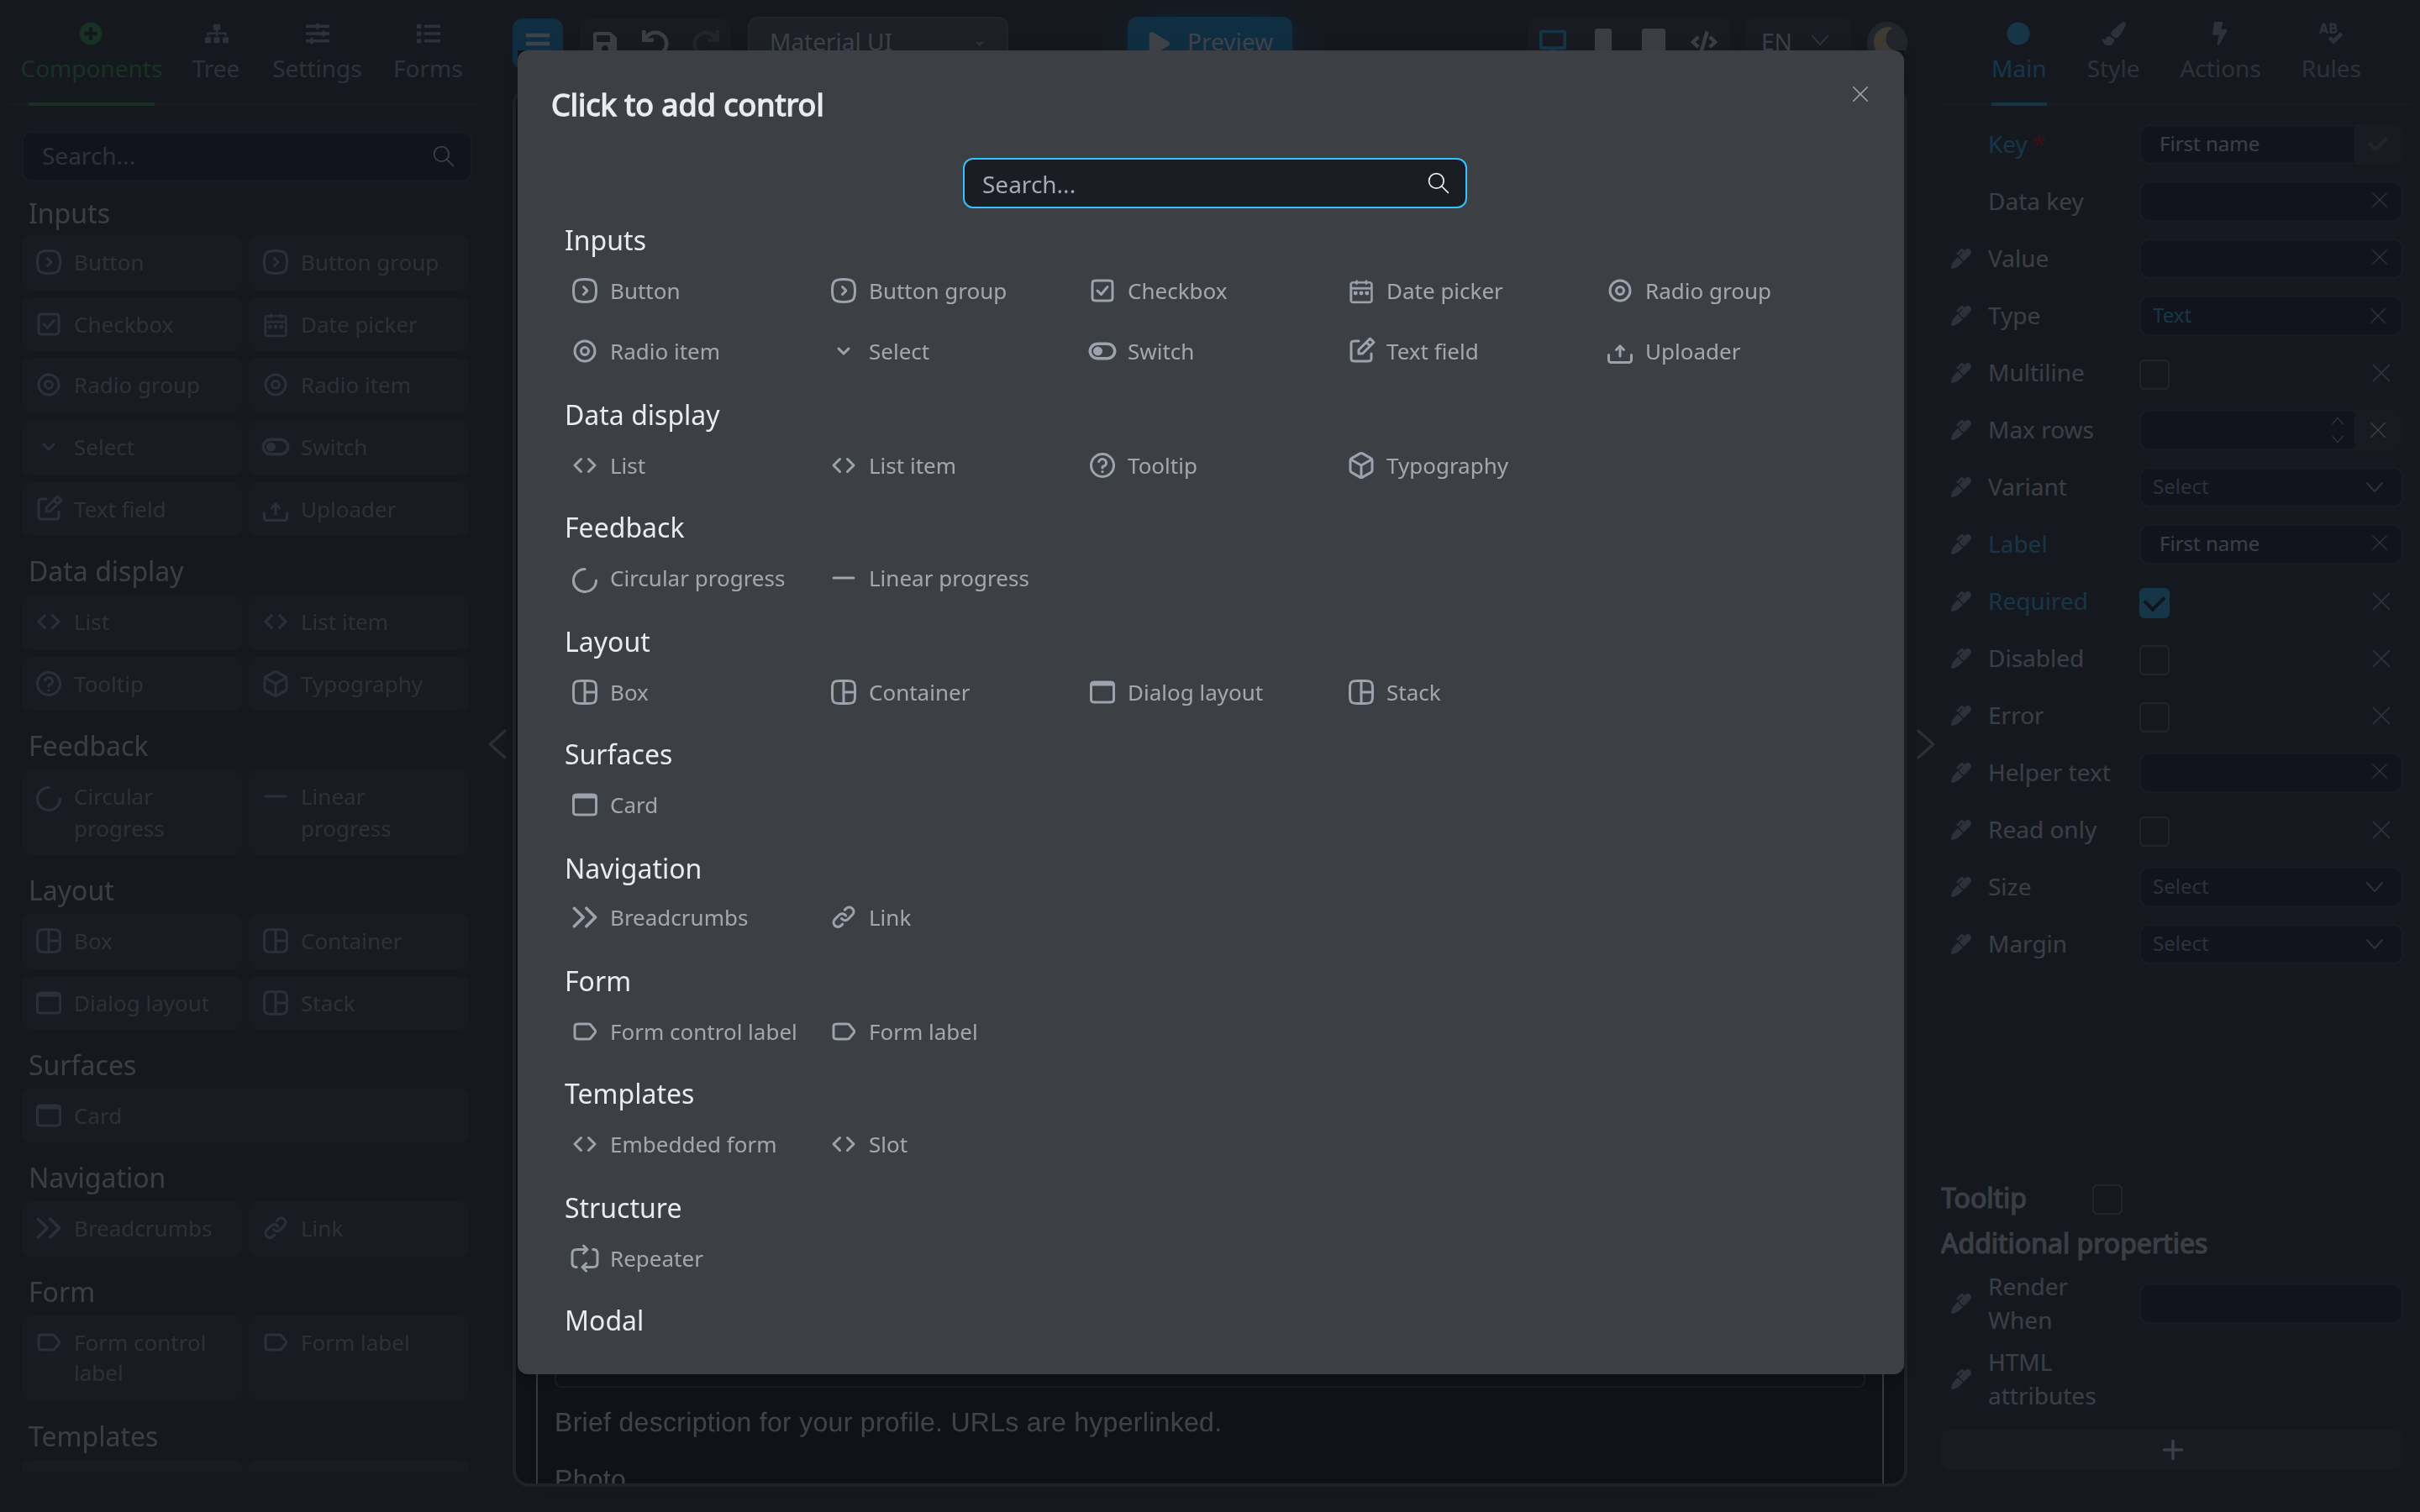 Components
Tree
Settings
Forms
Material UI
Preview
EN
Main
Style
Actions
Rules
AB
Search...
Inputs
Button
Button group
Checkbox
Date picker
Radio group
Radio item
Select
Switch
Text field
Uploader
Data display
List
List item
Tooltip
Typography
Feedback
Circular
progress
Linear
progress
Layout
Box
Container
Dialog layout
Stack
Surfaces
Card
Navigation
Breadcrumbs
Link
Form
Form control
label
Form label
Templates
Click to add control
Search...
Inputs
Button
Button group
Checkbox
Date picker
Radio group
Radio item
Select
Switch
Text field
Uploader
Data display
List
List item
Tooltip
Typography
Feedback
Circular progress
Linear progress
Layout
Box
Container
Dialog layout
Stack
Surfaces
Card
Navigation
Breadcrumbs
Link
Form
Form control label
Form label
Templates
Embedded form
Slot
Structure
Repeater
Modal
Brief description for your profile. URLs are hyperlinked.
Photo
Key * First name
Data key
Value
Type Text
Multiline
Max rows
Variant Select
Label First name
Required
Disabled
Error
Helper text
Read only
Size Select
Margin Select
Tooltip
Additional properties
Render
When
HTML
attributes